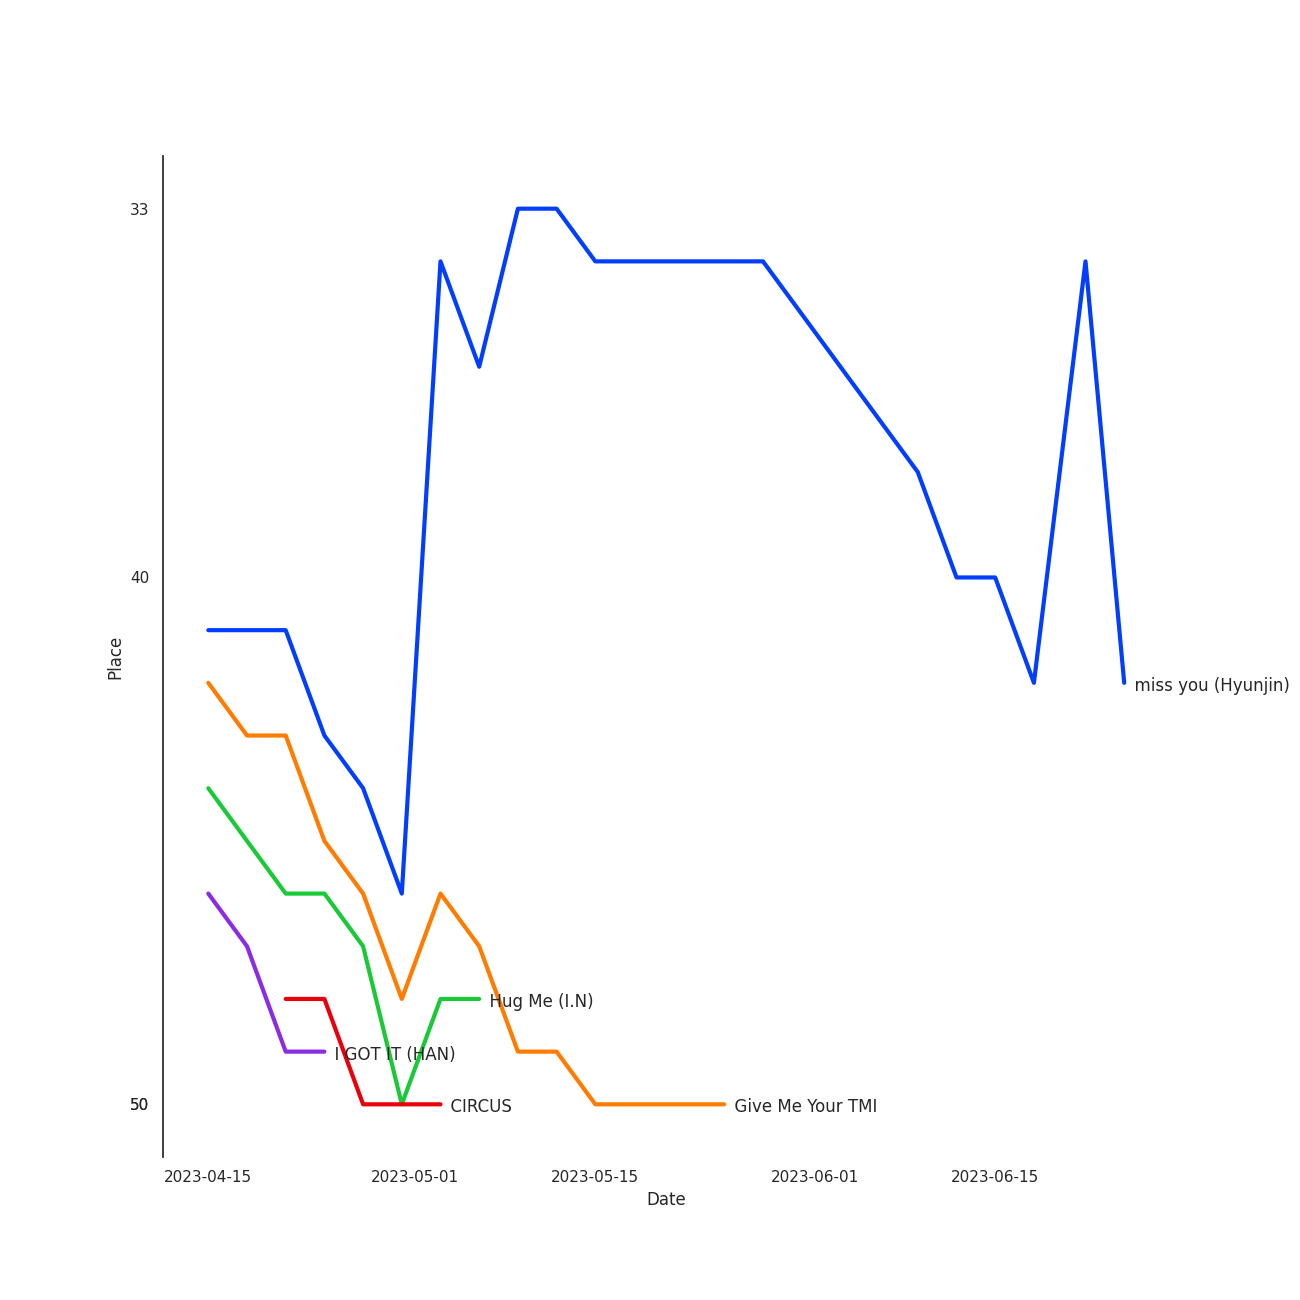 33
40
Place
miss you (Hyunjin)
Hug Me (I.N)
I GOT IT (HAN)
50
CIRCUS
Give Me Your TMI
2023-04-15 2023-05-01 2023-05-15 2023-06-01 2023-06-15
Date